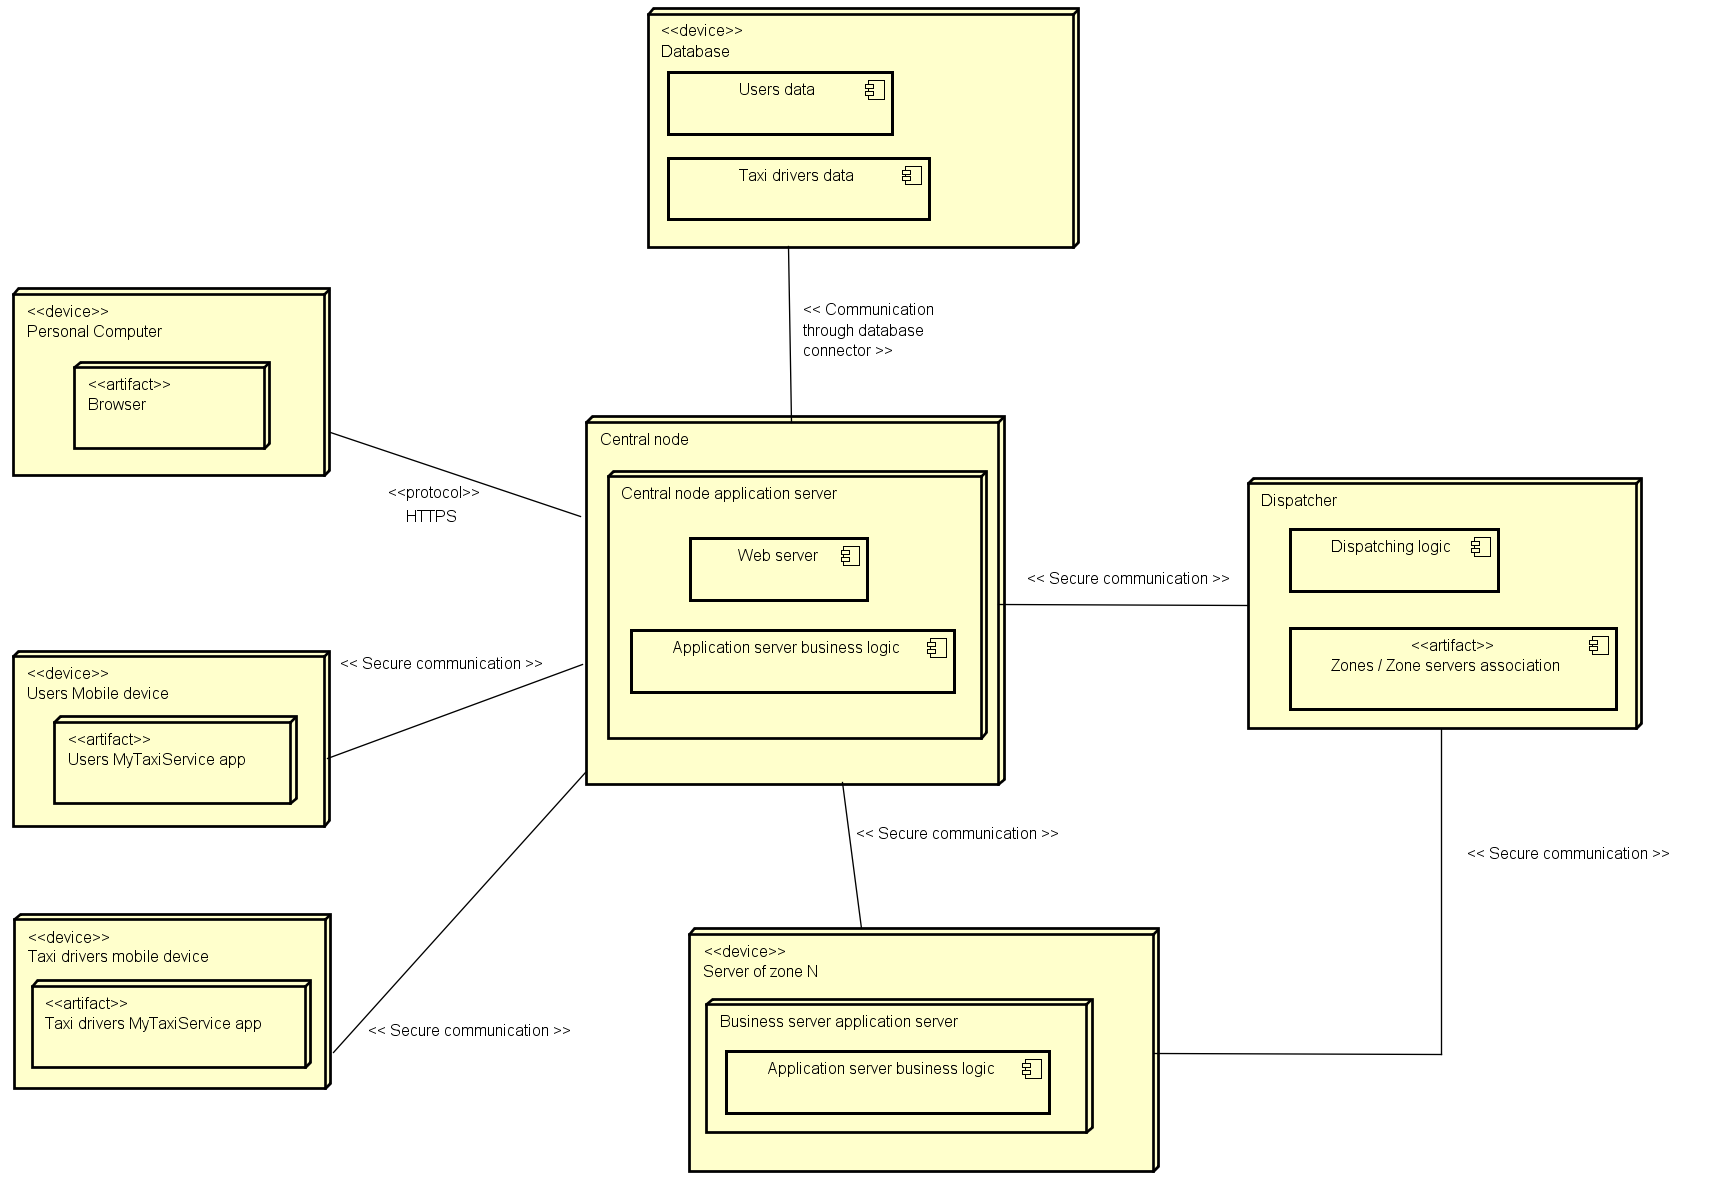 <<device>>
Database
Users data
Taxi drivers data
<< Communication
through database
connector >>
<<device>>
Personal Computer
<<artifact>>
Browser
<<protocol>>
HTTPS
Central node
Central node application server
Web server
Application server business logic
<< Secure communication >>
Dispatcher
Dispatching logic
<<artifact>>
Zones / Zone servers association
<< Secure communication >>
<<device>>
Users Mobile device
<<artifact>>
Users MyTaxiService app
<< Secure communication >>
<< Secure communication >>
<<device>>
Taxi drivers mobile device
<<artifact>>
Taxi drivers MyTaxiService app
<< Secure communication >>
<<device>>
Server of zone N
Business server application server
Application server business logic